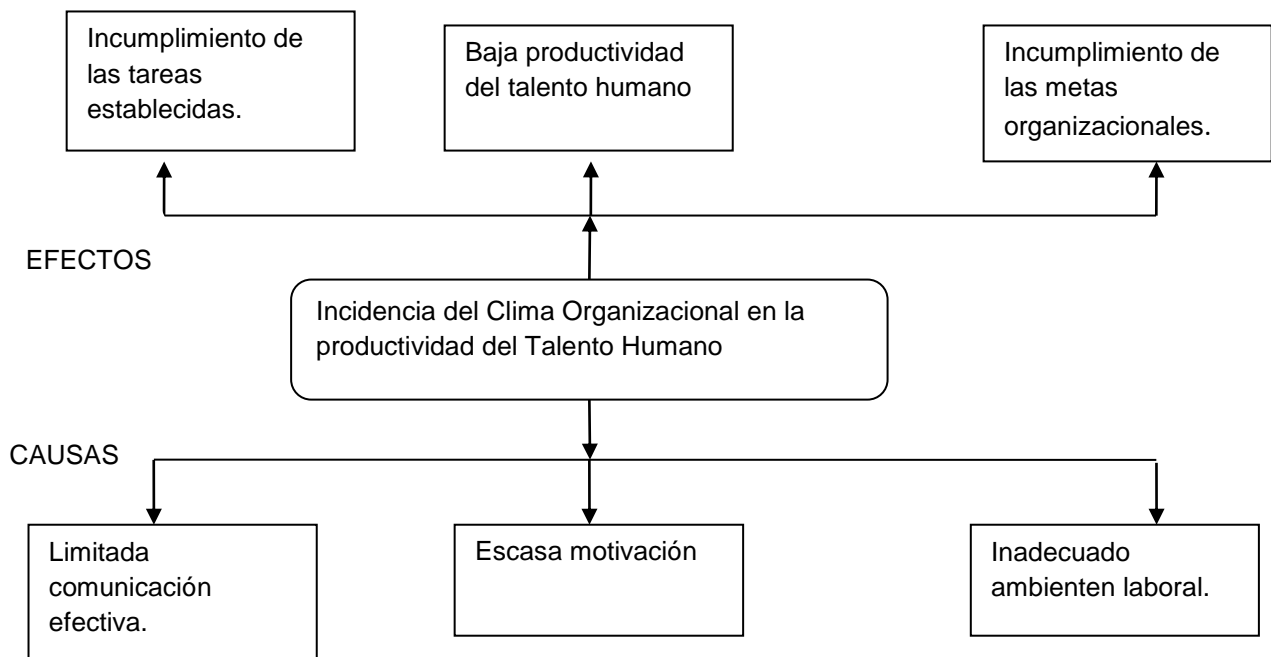 Incumplimiento de
las tareas
establecidas.
Baja productividad
del talento humano
Incumplimiento de
las metas
organizacionales.
EFECTOS
Incidencia del Clima Organizacional en la
productividad del Talento Humano
CAUSAS
Limitada
comunicación
efectiva.
Escasa motivación
Inadecuado
ambienten laboral.